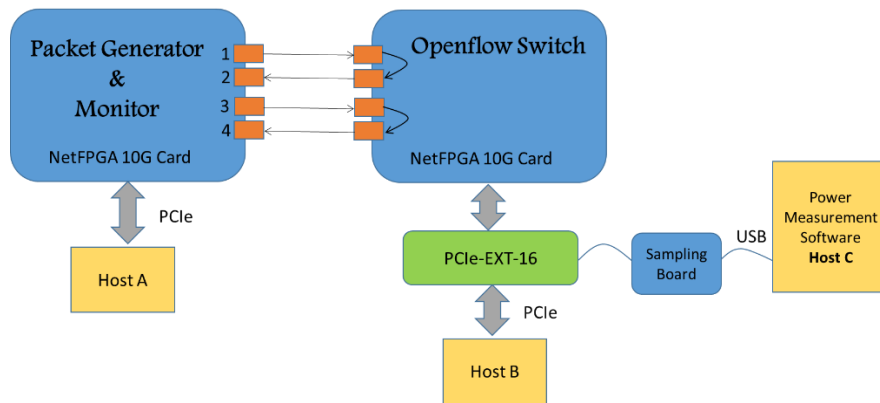 Packet Generator
&
Monitor
NetFPGA 10G Card
1
2
3
4
Openflow Switch
NetFPGA 10G Card
PCIe
Host A
PCIe-EXT-16
PCIe
Host B
Sampling
Board
USB
Power
Measurement
Software
Host C